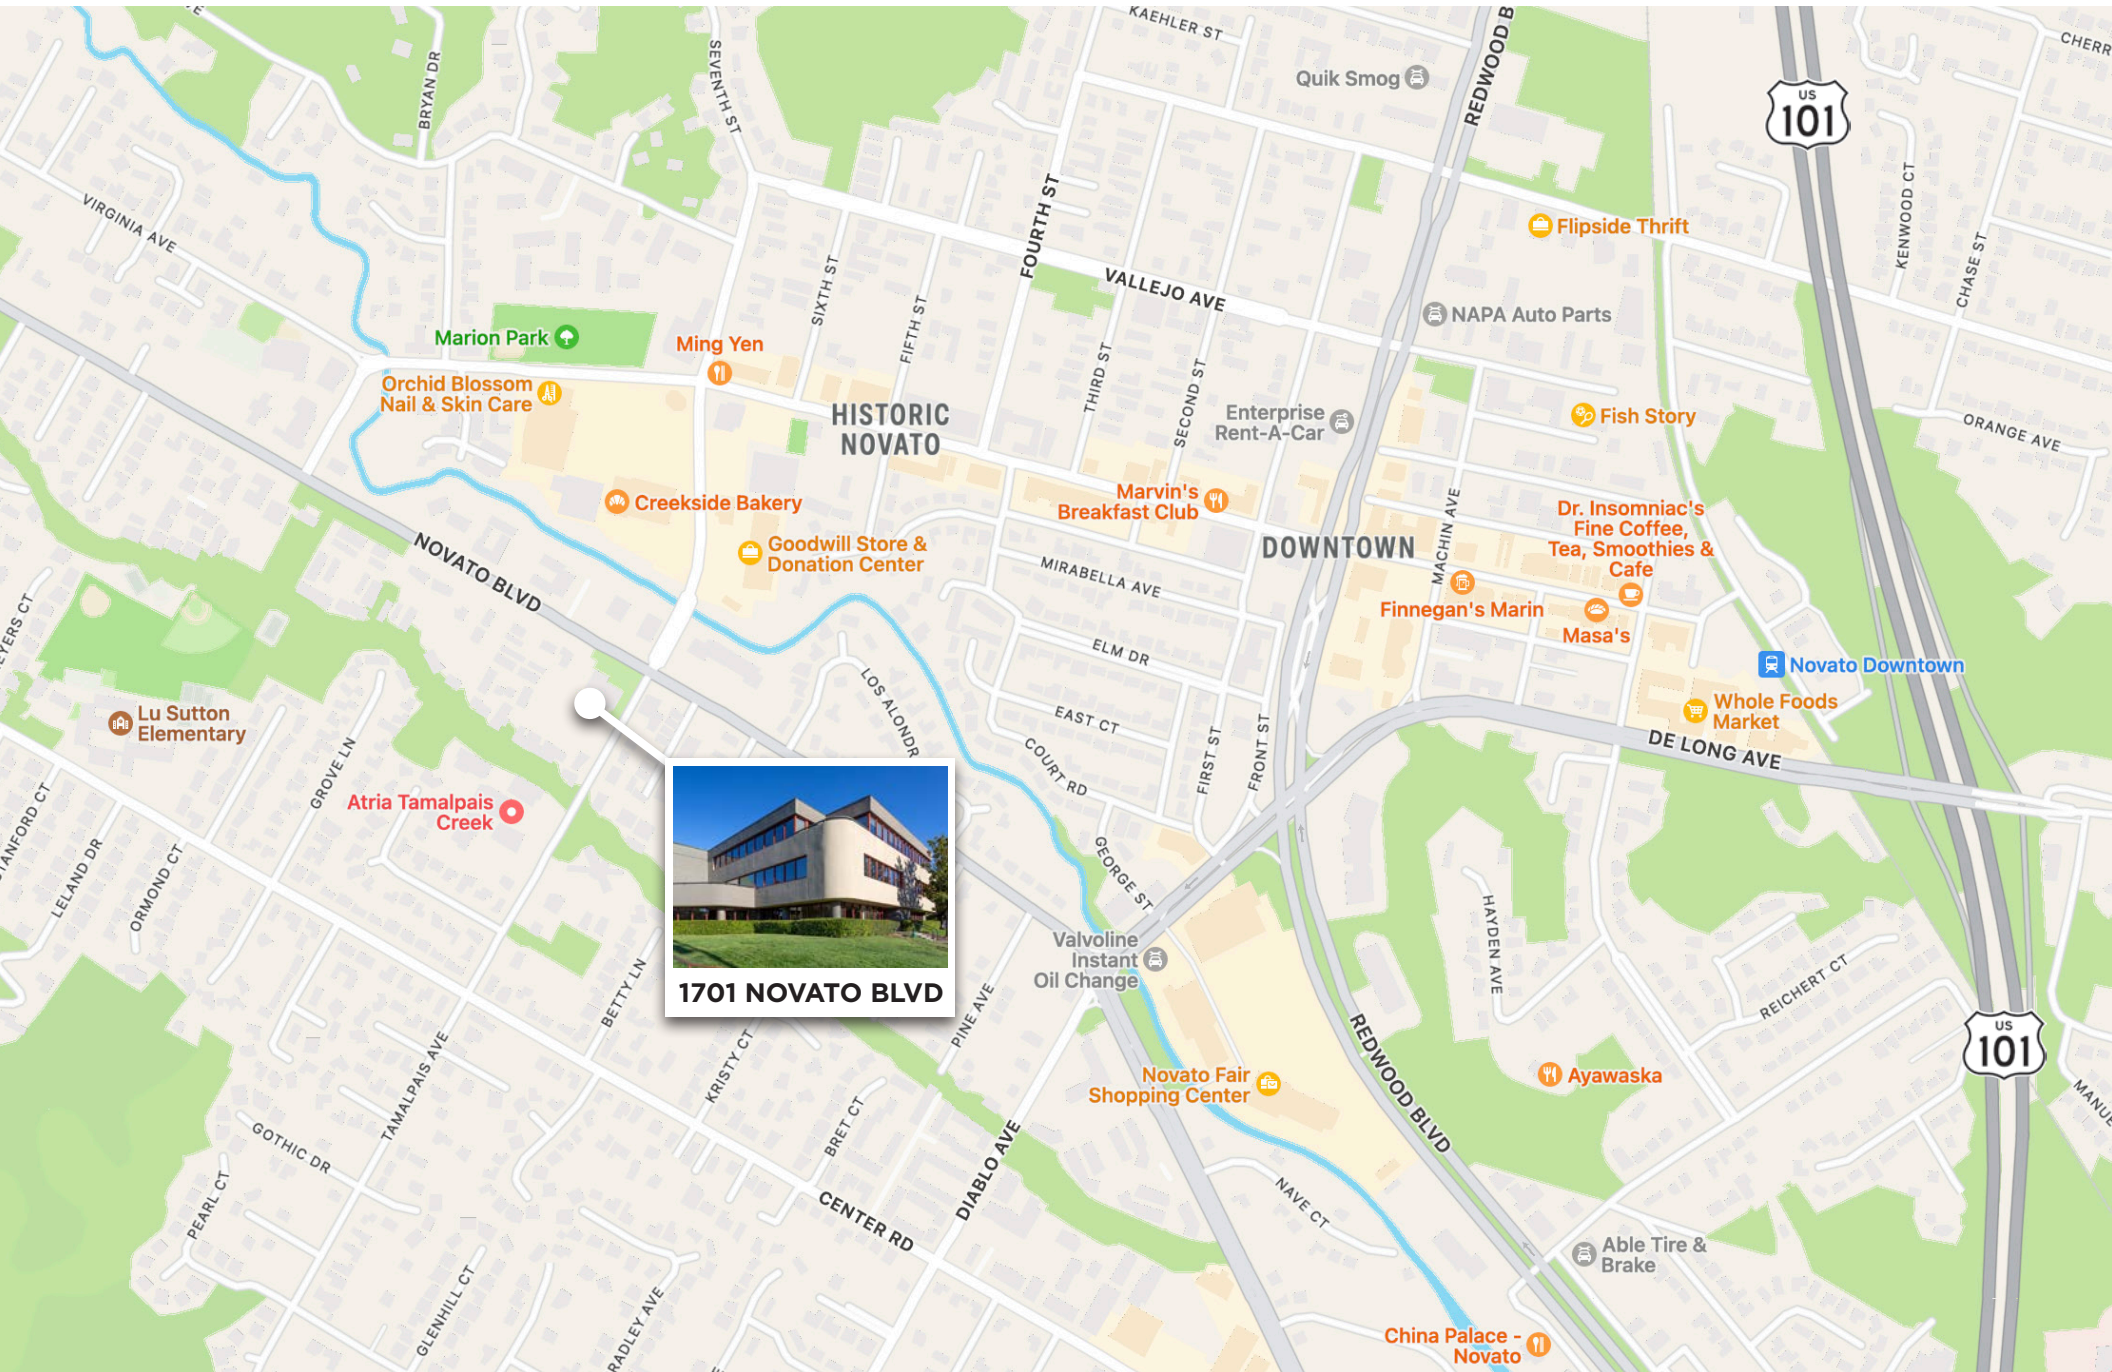 KAEHLER ST
REDWOOD B
CHERR
BRYAN DR
SEVENTH ST
Quik Smog
US
101
KENWOOD CT
VIRGINIA AVE
FOURTH ST
Flipside Thrift
CHASE ST
SIXTH ST
VALLEJO AVE
FIFTH ST
NAPA Auto Parts
Marion Park
Ming Yen
THIRD ST
SECOND ST
Orchid Blossom
Nail & Skin Care
HISTORIC
NOVATO
Enterprise
Rent-A-Car
Fish Story
ORANGE AVE
Creekside Bakery
Marvin's
Breakfast Club
MACHIN AVE
Dr. Insomniac's
Fine Coffee,
Tea, Smoothies &
Cafe
NOVATO BLVD
Goodwill Store &
Donation Center
DOWNTOWN
MIRABELLA AVE
Finnegan's Marin
Masa's
ELM DR
Novato Downtown
LOS ALONDR
Lu Sutton
Elementary
EAST CT
Whole Foods
Market
GROVE LN
COURT RD
FIRST ST
FRONT ST
DE LONG AVE
Atria Tamalpais
Creek
LELAND DR
ORMOND CT
GEORGE ST
HAYDEN AVE
Valvoline
Instant
Oil Change
1701 NOVATO BLVD
BETTY LN
PINE AVE
REICHERT CT
US
101
TAMALPAIS AVE
KRISTY CT
Novato Fair
Shopping Center
REDWOOD BLVD
Ayawaska
MANUE
GOTHIC DR
BRET CT
DIABLO AVE
PEARL CT
CENTER RD
NAVE CT
Able Tire &
Brake
GLENHILL CT
RADLEY AVE
China Palace -
Novato